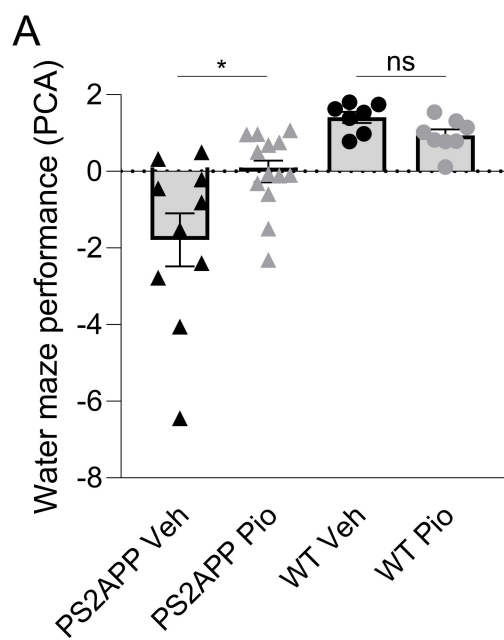 A
Water maze performance (PCA)
* ns
2
0
-2
-4
-6
-8
PS2APP Veh
PS2APP Pio
WT Veh
WT Pio